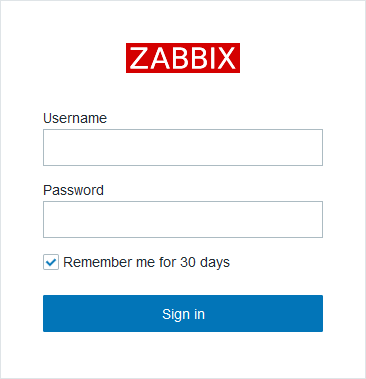 ZABBIX
Username
Password
Remember me for 30 days
Sign in